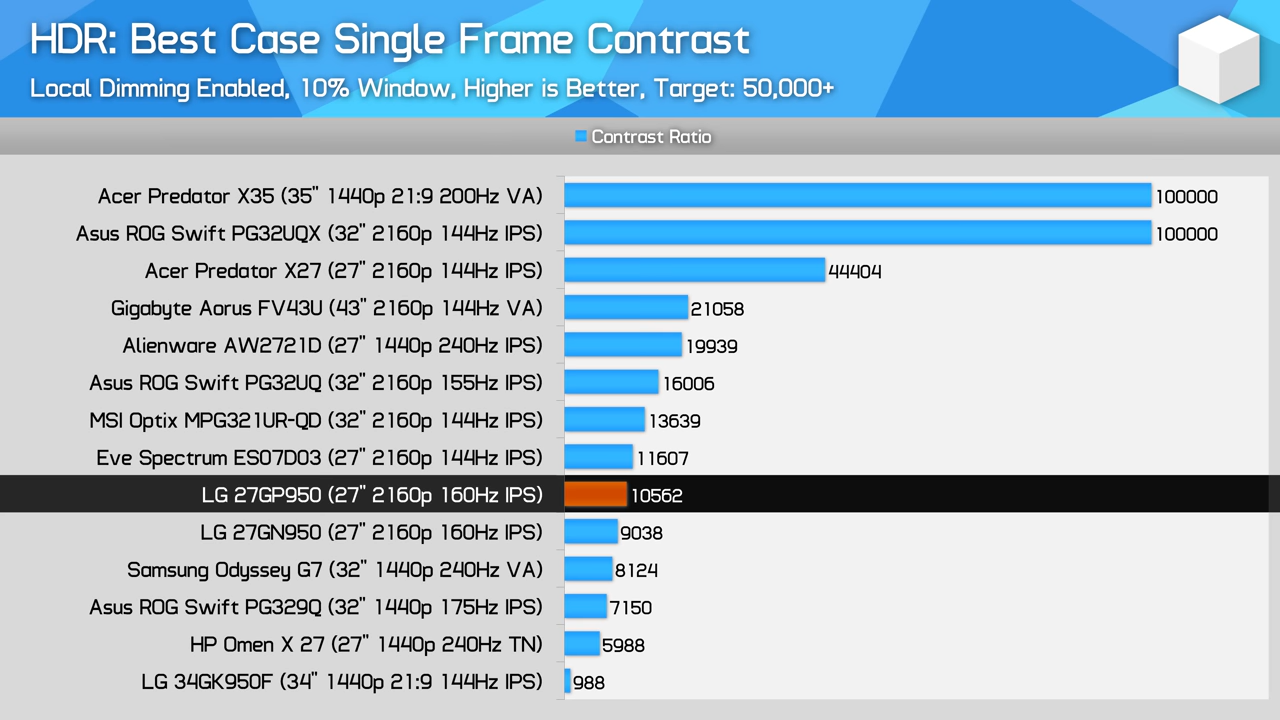 HDR: Best Case Single Frame Contrast
Local Dimming Enabled, 10% Window, Higher is Better, Target: 50,000+
Contrast Ratio
Acer Predator X35 (35" 1440p 21:9 200Hz VA) 100000
Asus ROG Swift PG32UQX (32" 2160p 144Hz IPS) 100000
Acer Predator X27 (27" 2160p 144Hz IPS) 44404
Gigabyte Aorus FV43U (43" 2160p 144Hz VA) 21058
Alienware AW2721D (27" 1440p 240Hz IPS) 19939
Asus ROG Swift PG32UQ (32" 2160p 155Hz IPS) 16006
MSI Optix MPG321UR-QD (32" 2160p 144Hz IPS) 13639
Eve Spectrum ES07D03 (27" 2160p 144Hz IPS) 11607
LG 27GP950 (27" 2160p 160Hz IPS) 10562
LG 27GN950 (27" 2160p 160Hz IPS) 9038
Samsung Odyssey G7 (32" 1440p 240Hz VA) 8124
Asus ROG Swift PG329Q (32" 1440p 175Hz IPS) 7150
HP Omen X 27 (27" 1440p 240Hz TN) 5988
LG 34GK950F (34" 1440p 21:9 144Hz IPS) 988